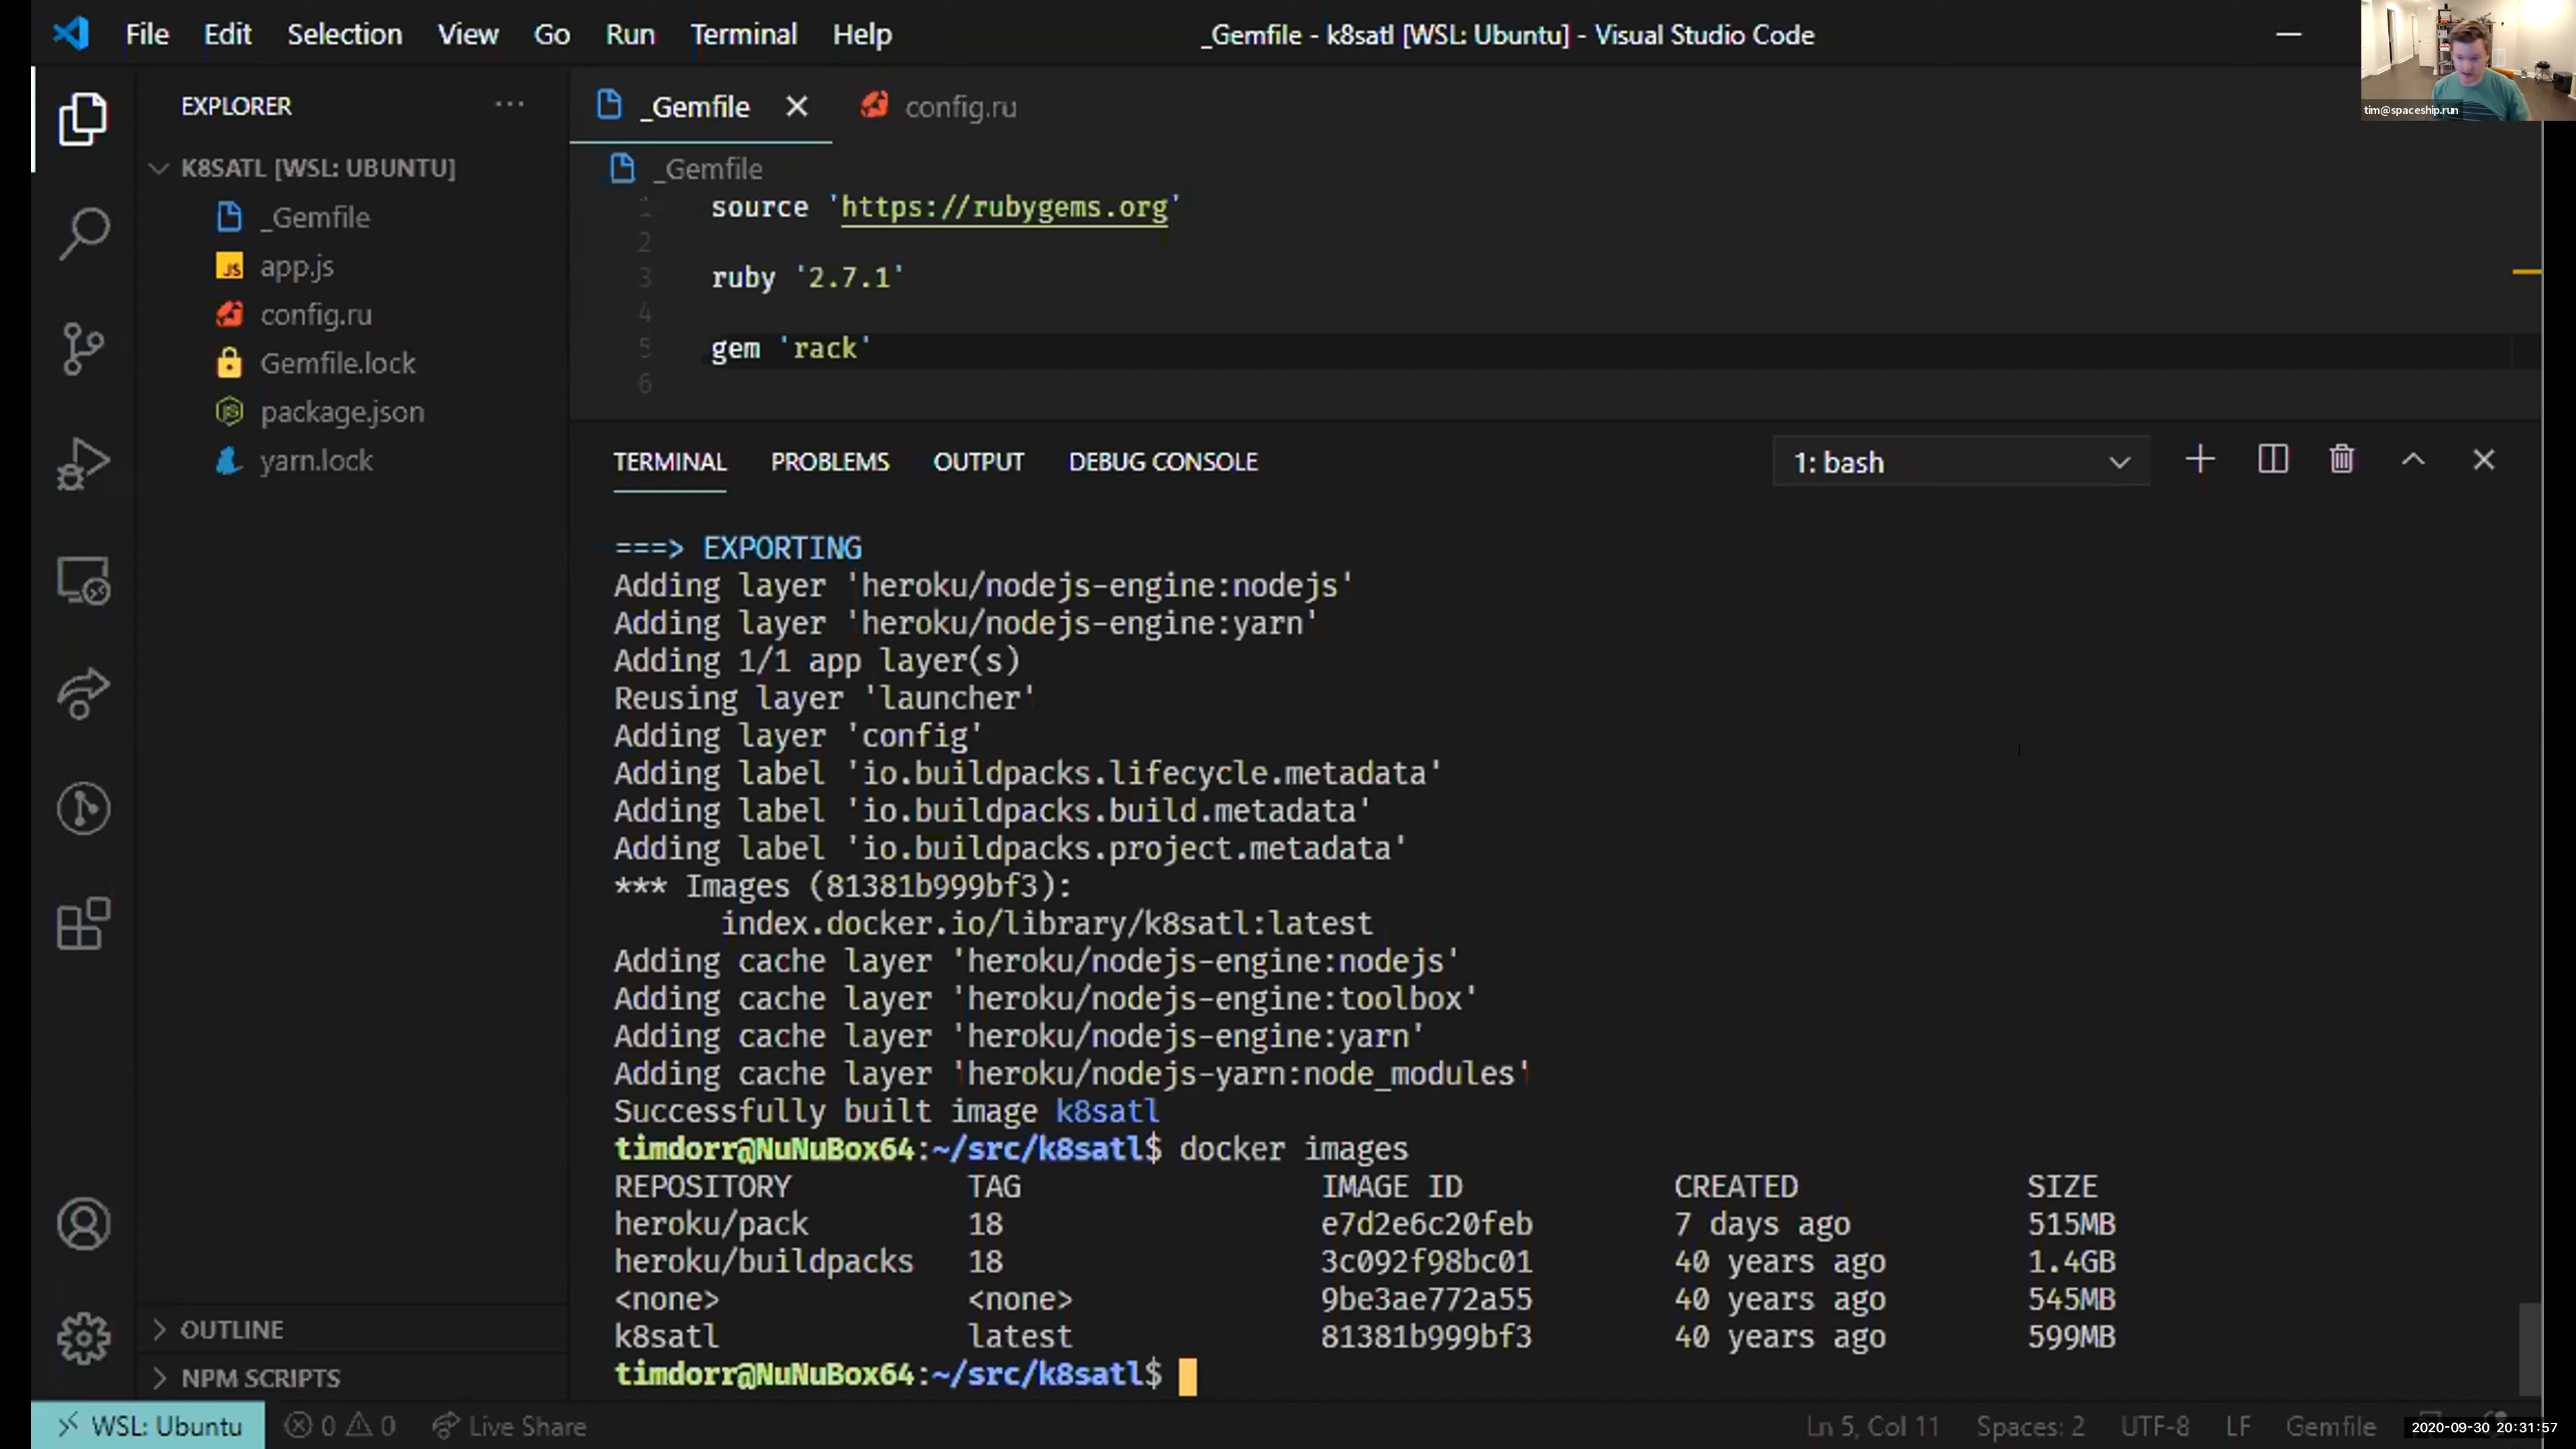 File Edit Selection View Go Run Terminal Help _Gemfile - k8satl [WSL: Ubuntu] - Visual Studio Code
tim@spaceship.run
EXPLORER
K8SATL [WSL: UBUNTU]
_Gemfile
app.js
config.ru
Gemfile.lock
package.json
yarn.lock
OUTLINE
NPM SCRIPTS
_Gemfile config.ru
_Gemfile
1 source 'https://rubygems.org'
2
3 ruby '2.7.1'
4
5 gem 'rack'
6
TERMINAL PROBLEMS OUTPUT DEBUG CONSOLE 1: bash
===> EXPORTING
Adding layer 'heroku/nodejs-engine:nodejs'
Adding layer 'heroku/nodejs-engine:yarn'
Adding 1/1 app layer(s)
Reusing layer 'launcher'
Adding layer 'config'
Adding label 'io.buildpacks.lifecycle.metadata'
Adding label 'io.buildpacks.build.metadata'
Adding label 'io.buildpacks.project.metadata'
*** Images (81381b999bf3):
index.docker.io/library/k8satl:latest
Adding cache layer 'heroku/nodejs-engine:nodejs'
Adding cache layer 'heroku/nodejs-engine:toolbox'
Adding cache layer 'heroku/nodejs-engine:yarn'
Adding cache layer 'heroku/nodejs-yarn:node_modules'
Successfully built image k8satl
timdorr@NuNuBox64:~/src/k8satl$ docker images
REPOSITORY TAG IMAGE ID CREATED SIZE
heroku/pack 18 e7d2e6c20feb 7 days ago 515MB
heroku/buildpacks 18 3c092f98bc01 40 years ago 1.4GB
<none> <none> 9be3ae772a55 40 years ago 545MB
k8satl latest 81381b999bf3 40 years ago 599MB
timdorr@NuNuBox64:~/src/k8satl$
WSL: Ubuntu 0 0 Live Share Ln 5, Col 11 Spaces: 2 UTF-8 LF Gemfile
2020-09-30 20:31:57